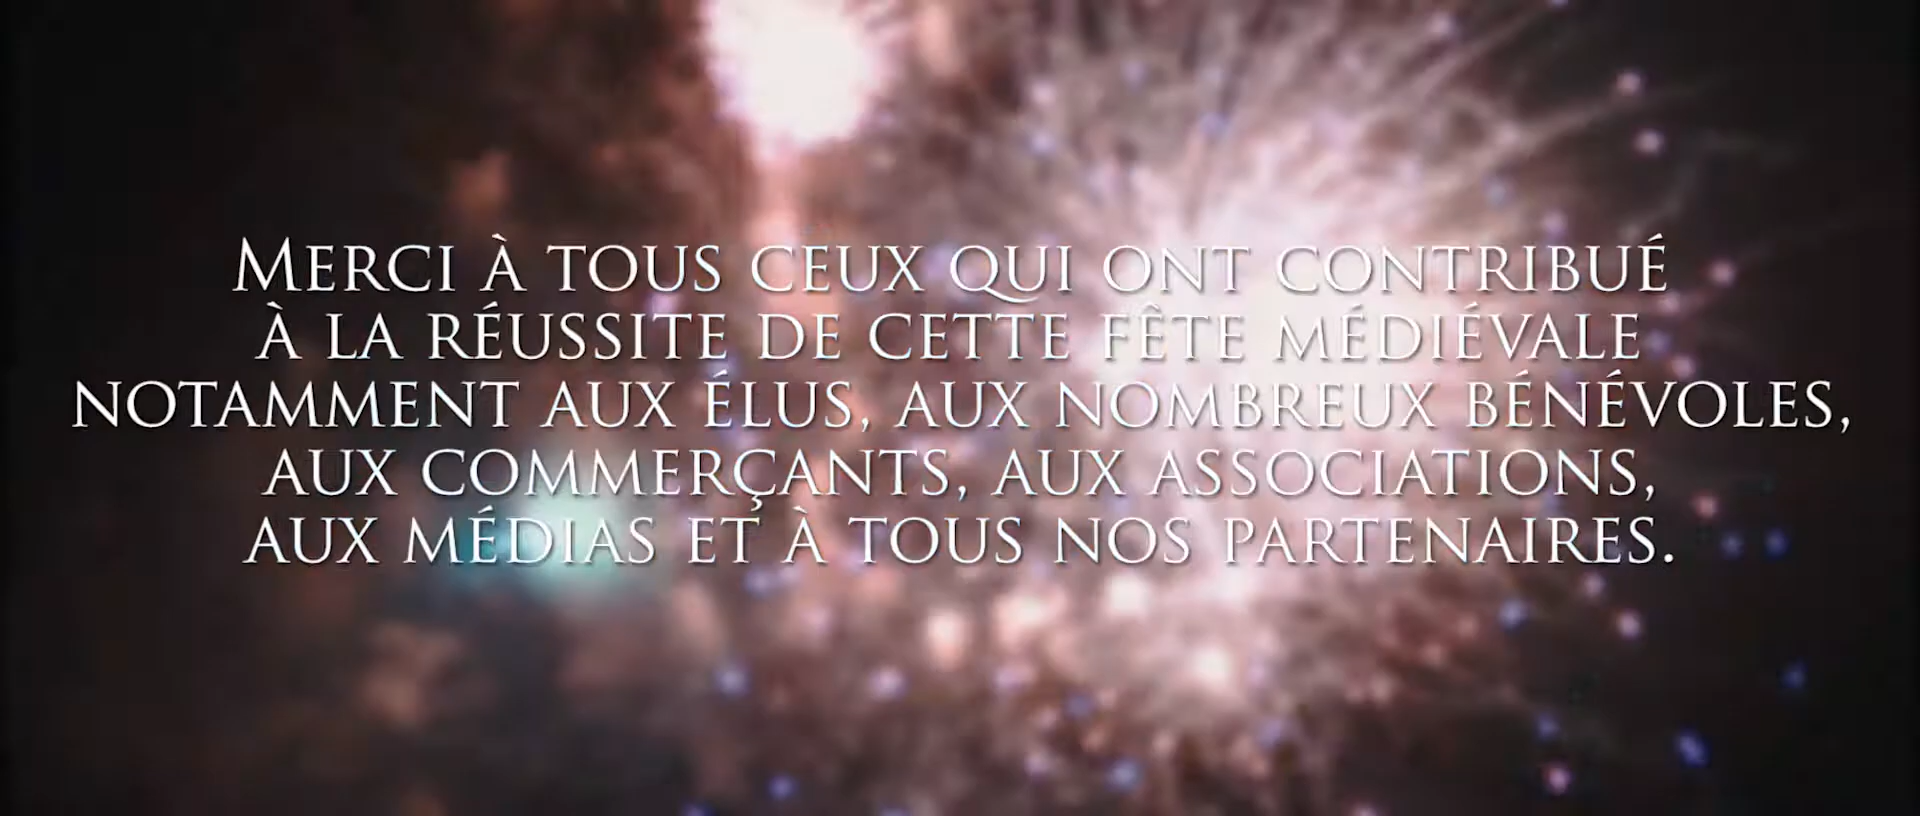 Merci à tous ceux qui ont contribué
à la réussite de cette fête médiévale
notamment aux élus, aux nombreux bénévoles,
aux commerçants, aux associations,
aux médias et à tous nos partenaires.